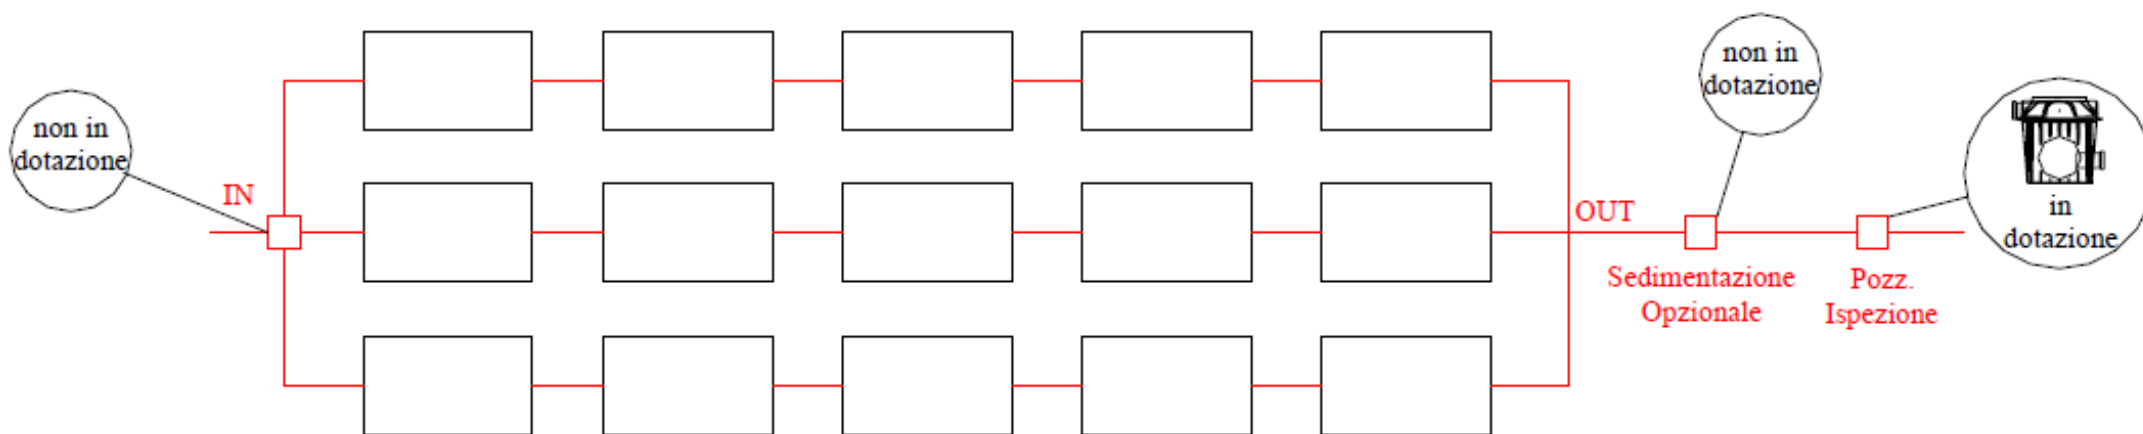 non in
dotazione
IN
OUT
non in
dotazione
Sedimentazione
Opzionale
in
dotazione
Pozz.
Ispezione